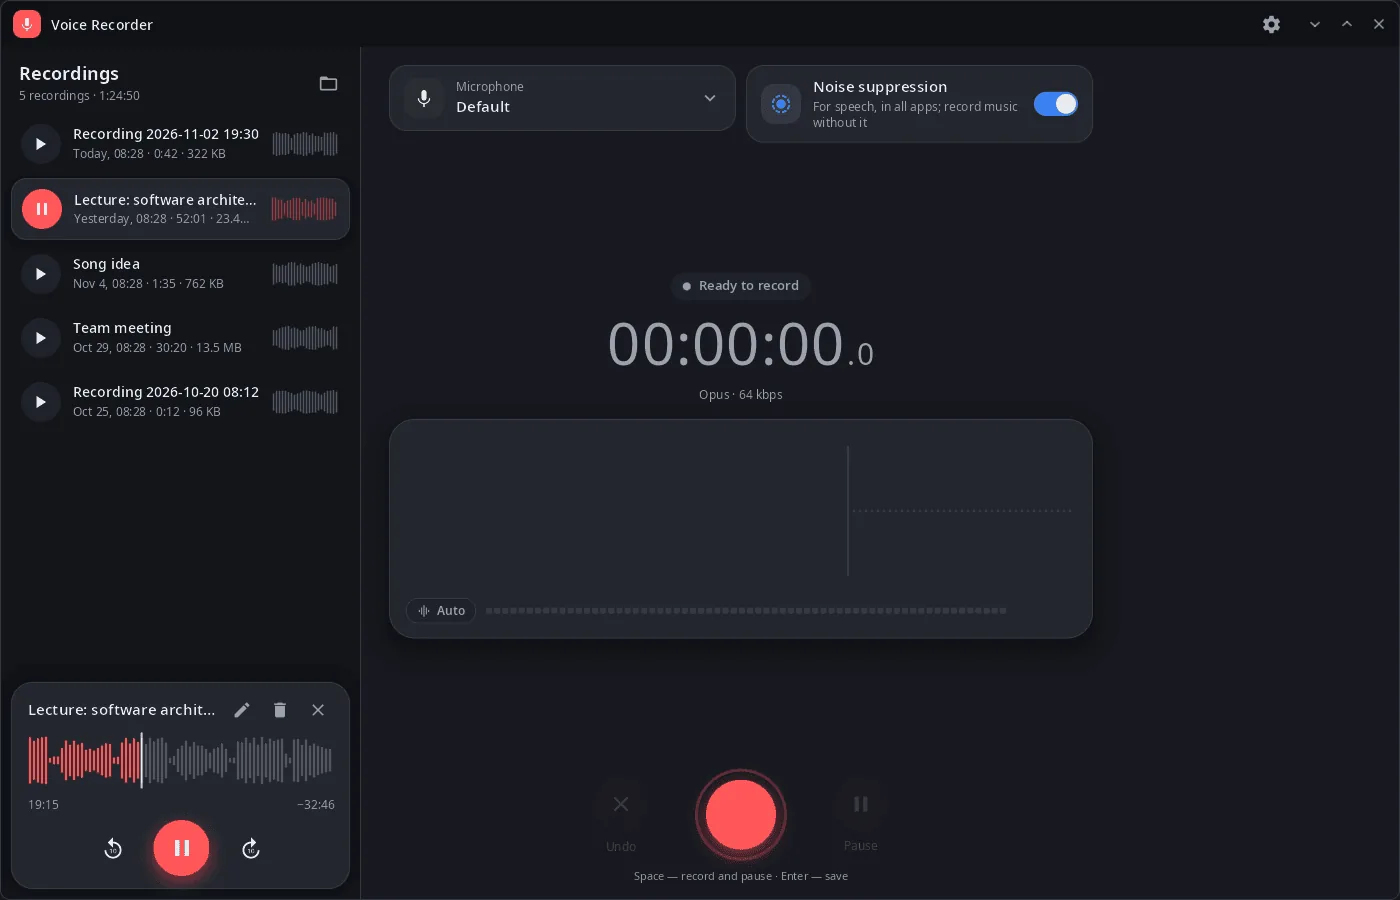 Voice Recorder
Recordings
5 recordings · 1:24:50
Recording 2026-11-02 19:30
Today, 08:28 · 0:42 · 322 KB
Lecture: software archite...
Yesterday, 08:28 · 52:01 · 23.4...
Song idea
Nov 4, 08:28 · 1:35 · 762 KB
Team meeting
Oct 29, 08:28 · 30:20 · 13.5 MB
Recording 2026-10-20 08:12
Oct 25, 08:28 · 0:12 · 96 KB
Lecture: software archit...
19:15
−32:46
10
10
Microphone
Default
Noise suppression
For speech, in all apps; record music
without it
Ready to record
00:00:00.0
Opus · 64 kbps
Auto
Undo
Pause
Space — record and pause · Enter — save